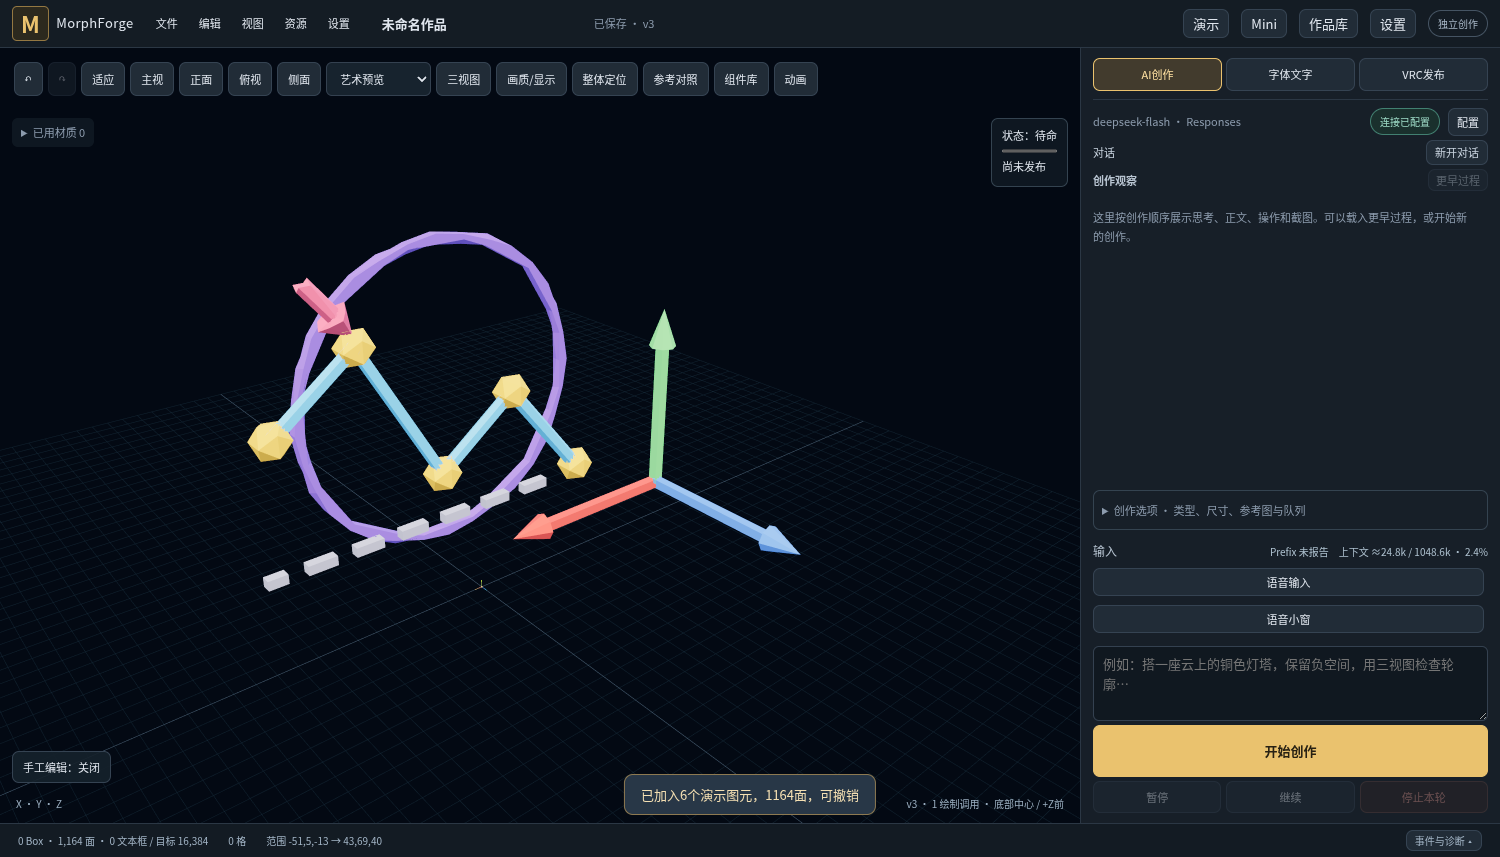 M MorphForge 文件 编辑 视图 资源 设置 未命名作品 已保存 · v3 演示 Mini 作品库 设置 独立创作
适应 主视 正面 俯视 侧面 艺术预览 三视图 画质/显示 整体定位 参考对照 组件库 动画
已用材质 0
状态：待命
尚未发布
手工编辑：关闭
X · Y · Z
已加入6个演示图元，1164面，可撤销
v3 · 1 绘制调用 · 底部中心 / +Z前
AI创作 字体文字 VRC发布
deepseek-flash · Responses 连接已配置 配置
对话 新开对话
创作观察 更早过程
这里按创作顺序展示思考、正文、操作和截图。可以载入更早过程，或开始新
的创作。
创作选项 · 类型、尺寸、参考图与队列
输入 Prefix 未报告 上下文 ≈24.8k / 1048.6k · 2.4%
语音输入
语音小窗
例如：搭一座云上的铜色灯塔，保留负空间，用三视图检查轮
廓…
开始创作
暂停 继续 停止本轮
0 Box · 1,164 面 · 0 文本框 / 目标 16,384 0 格 范围 -51,5,-13 → 43,69,40 事件与诊断